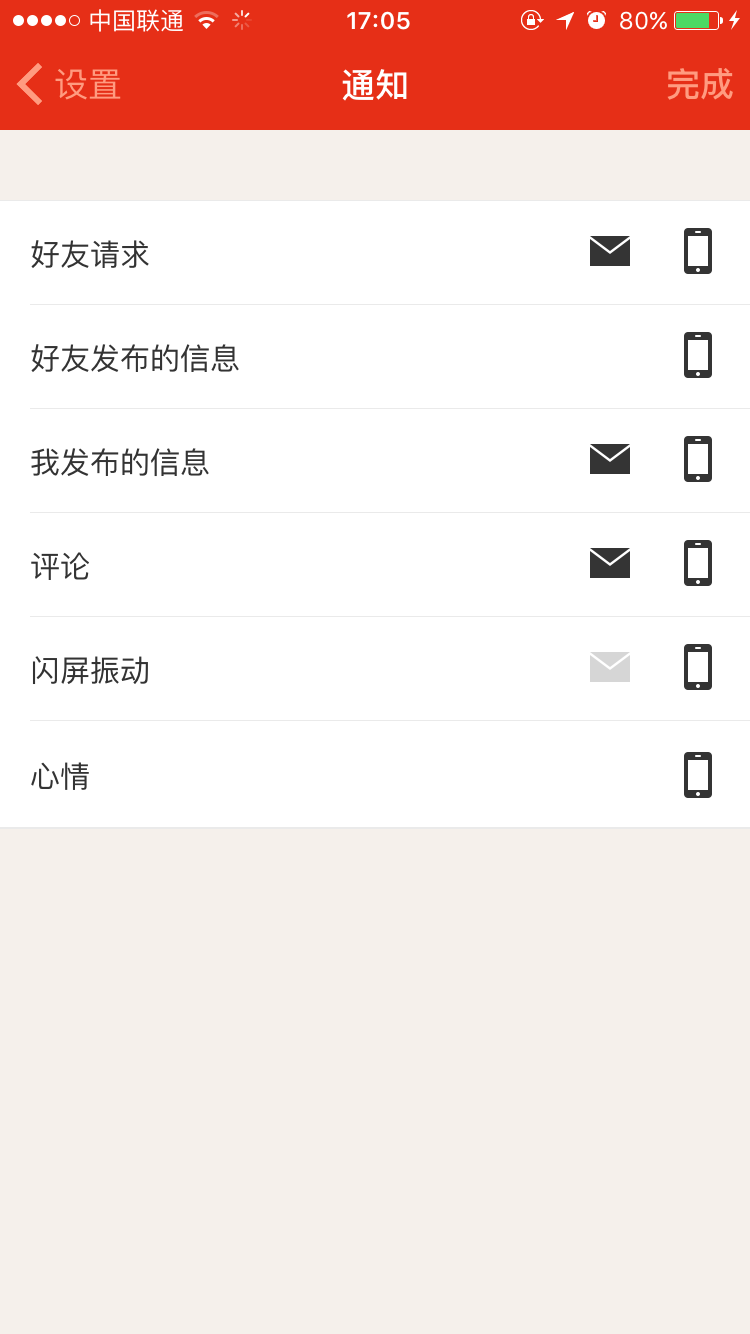 中国联通 17:05 80%
设置 通知 完成
好友请求
好友发布的信息
我发布的信息
评论
闪屏振动
心情